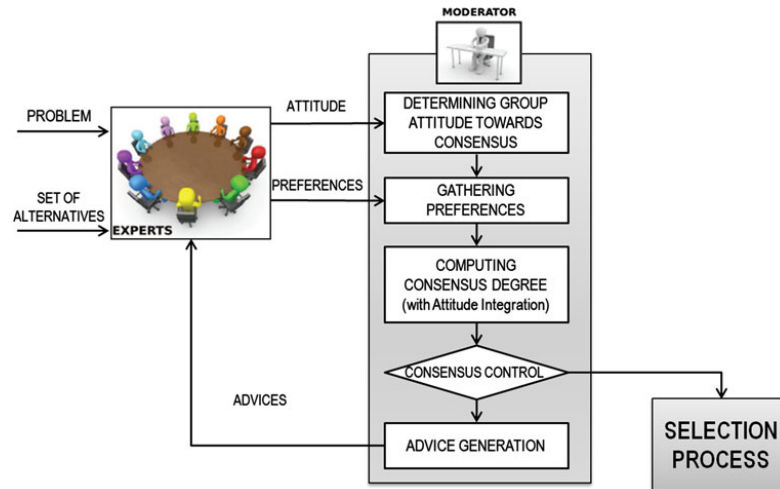 MODERATOR
PROBLEM
ATTITUDE
DETERMINING GROUP
ATTITUDE TOWARDS
CONSENSUS
SET OF
ALTERNATIVES
EXPERTS
PREFERENCES
GATHERING
PREFERENCES
COMPUTING
CONSENSUS DEGREE
(with Attitude Integration)
CONSENSUS CONTROL
ADVICES
ADVICE GENERATION
SELECTION
PROCESS